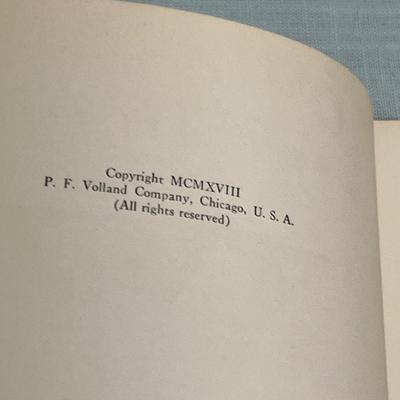 Copyright MCMXVIII
P. F. Volland Company, Chicago, U. S. A.
(All rights reserved)